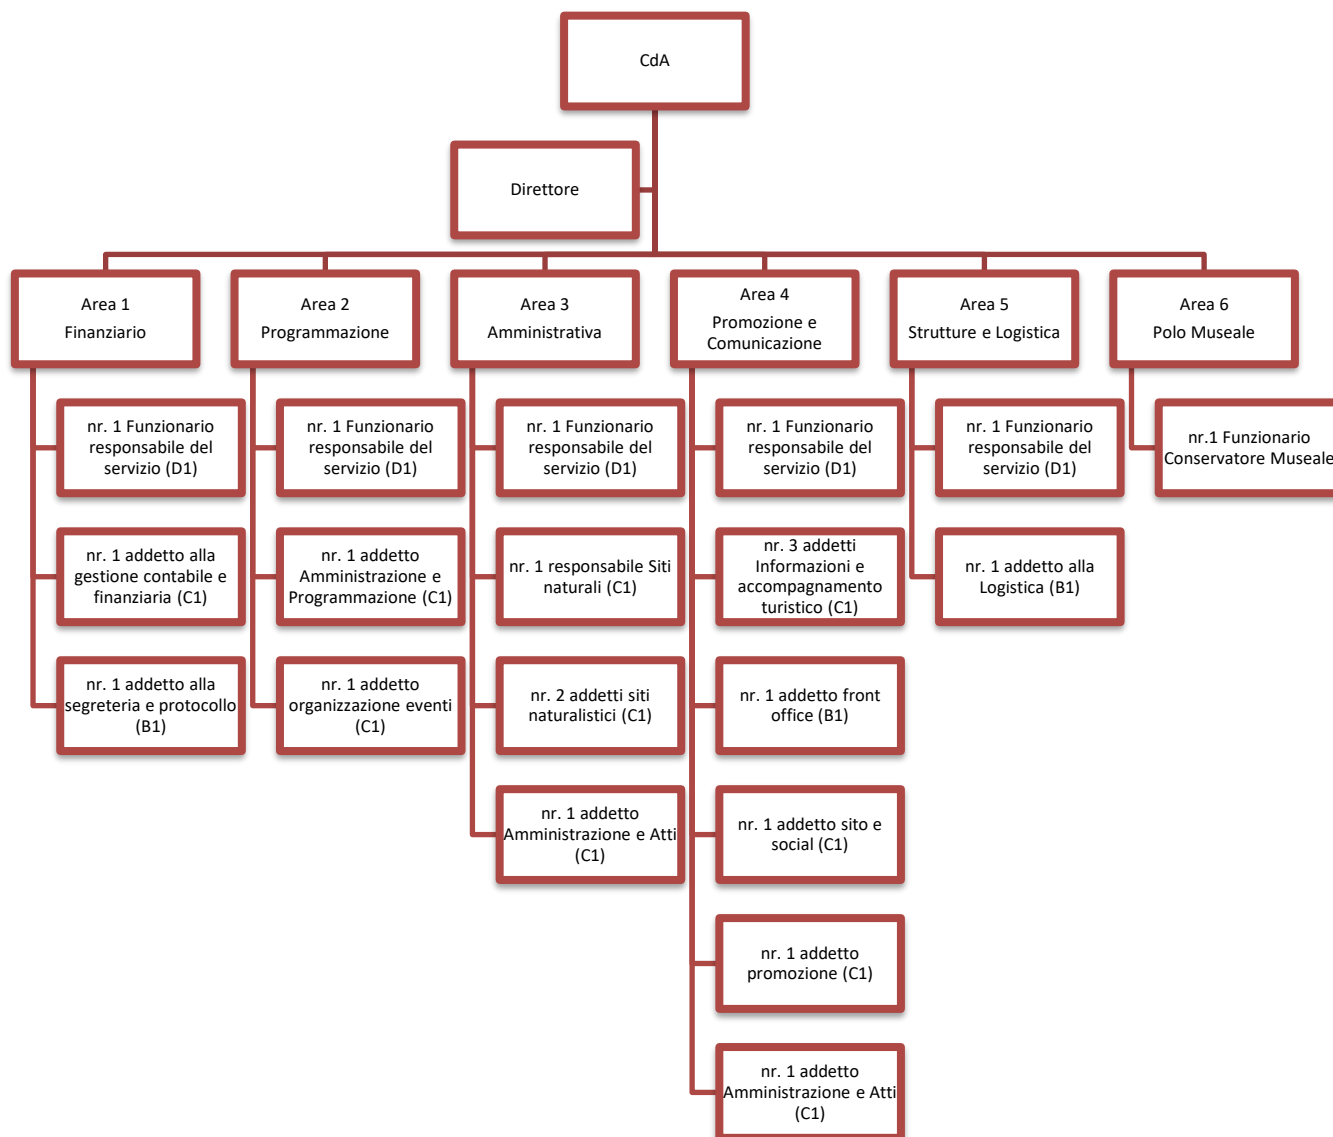 CdA
Direttore
Area 1
Finanziario
Area 2
Programmazione
Area 3
Amministrativa
Area 4
Promozione e
Comunicazione
Area 5
Strutture e Logistica
Area 6
Polo Museale
nr. 1 Funzionario
responsabile del
servizio (D1)
nr. 1 addetto alla
gestione contabile e
finanziaria (C1)
nr. 1 addetto alla
segreteria e protocollo
(B1)
nr. 1 Funzionario
responsabile del
servizio (D1)
nr. 1 addetto
Amministrazione e
Programmazione (C1)
nr. 1 addetto
organizzazione eventi
(C1)
nr. 1 Funzionario
responsabile del
servizio (D1)
nr. 1 responsabile Siti
naturali (C1)
nr. 2 addetti siti
naturalistici (C1)
nr. 1 addetto
Amministrazione e Atti
(C1)
nr. 1 Funzionario
responsabile del
servizio (D1)
nr. 3 addetti
Informazioni e
accompagnamento
turistico (C1)
nr. 1 addetto front
office (B1)
nr. 1 addetto sito e
social (C1)
nr. 1 addetto
promozione (C1)
nr. 1 addetto
Amministrazione e Atti
(C1)
nr. 1 Funzionario
responsabile del
servizio (D1)
nr. 1 addetto alla
Logistica (B1)
nr.1 Funzionario
Conservatore Museale